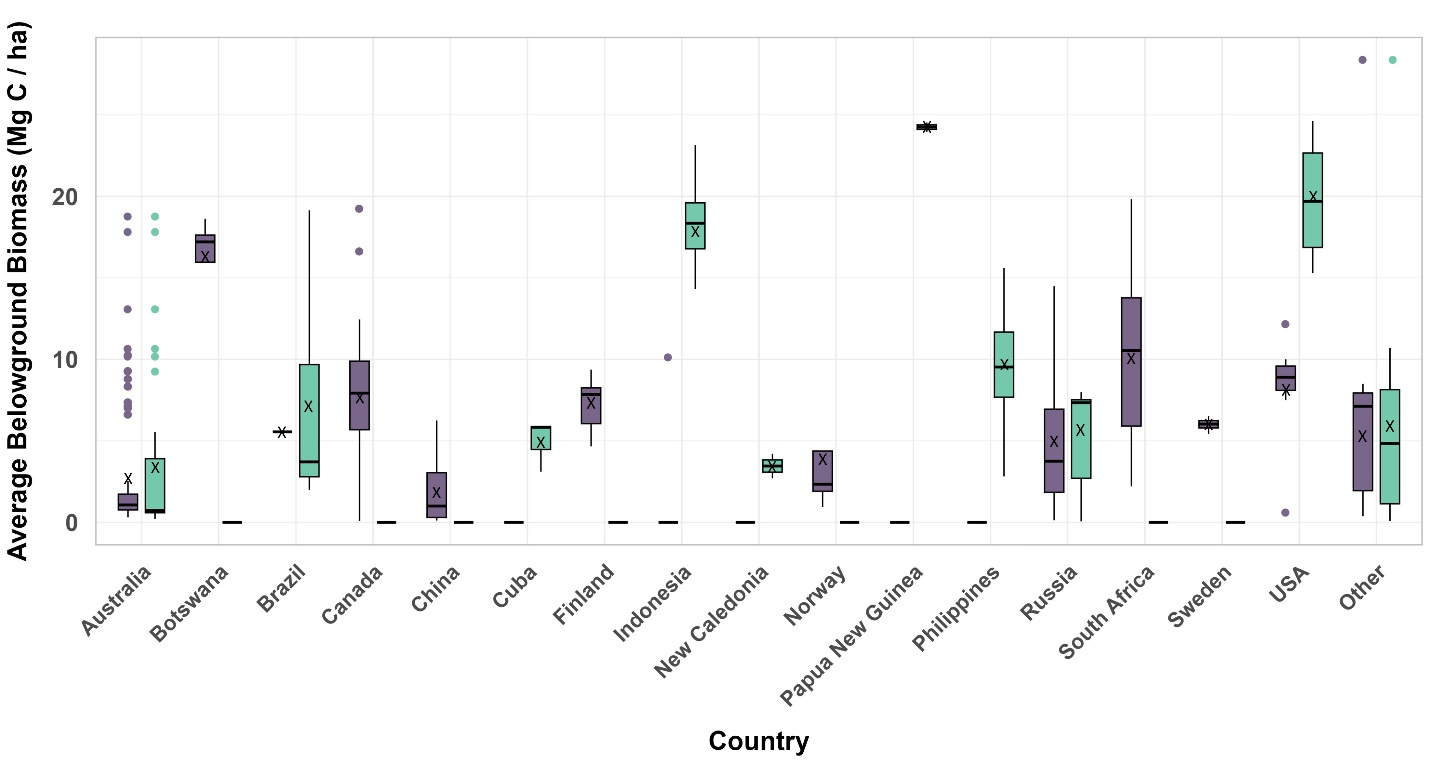 Average Belowground Biomass (Mg C / ha)
20
10
0
Australia
Botswana
Brazil
Canada
China
Cuba
Finland
Indonesia
New Caledonia
Norway
Papua New Guinea
Philippines
Russia
South Africa
Sweden
USA
Other
Country